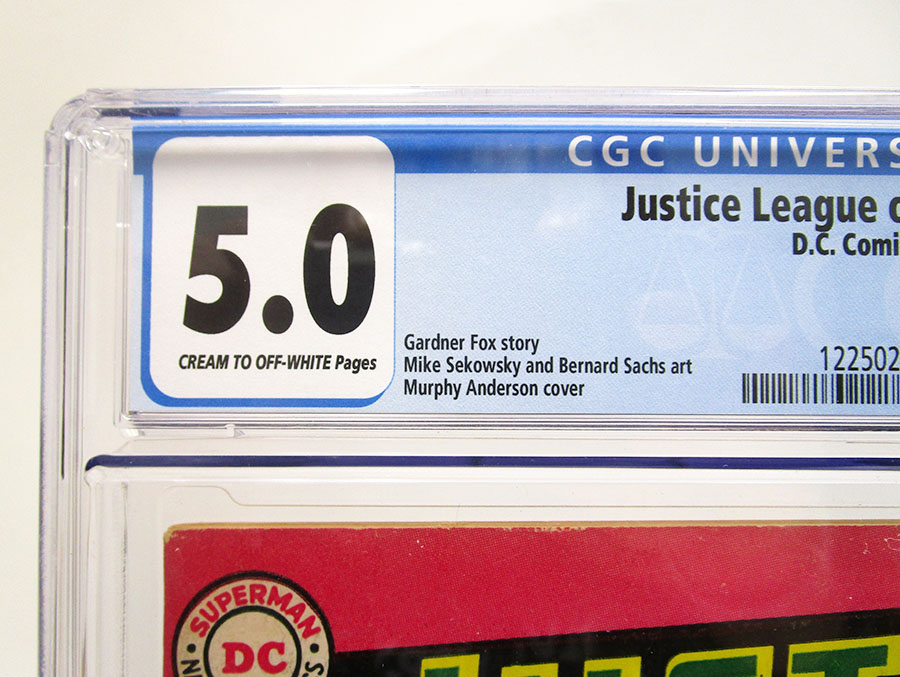 CGC UNIVERS
Justice League o
D.C. Comi
5.0
CREAM TO OFF-WHITE Pages
Gardner Fox story
Mike Sekowsky and Bernard Sachs art
Murphy Anderson cover
122502
SUPERMAN
DC
JUST